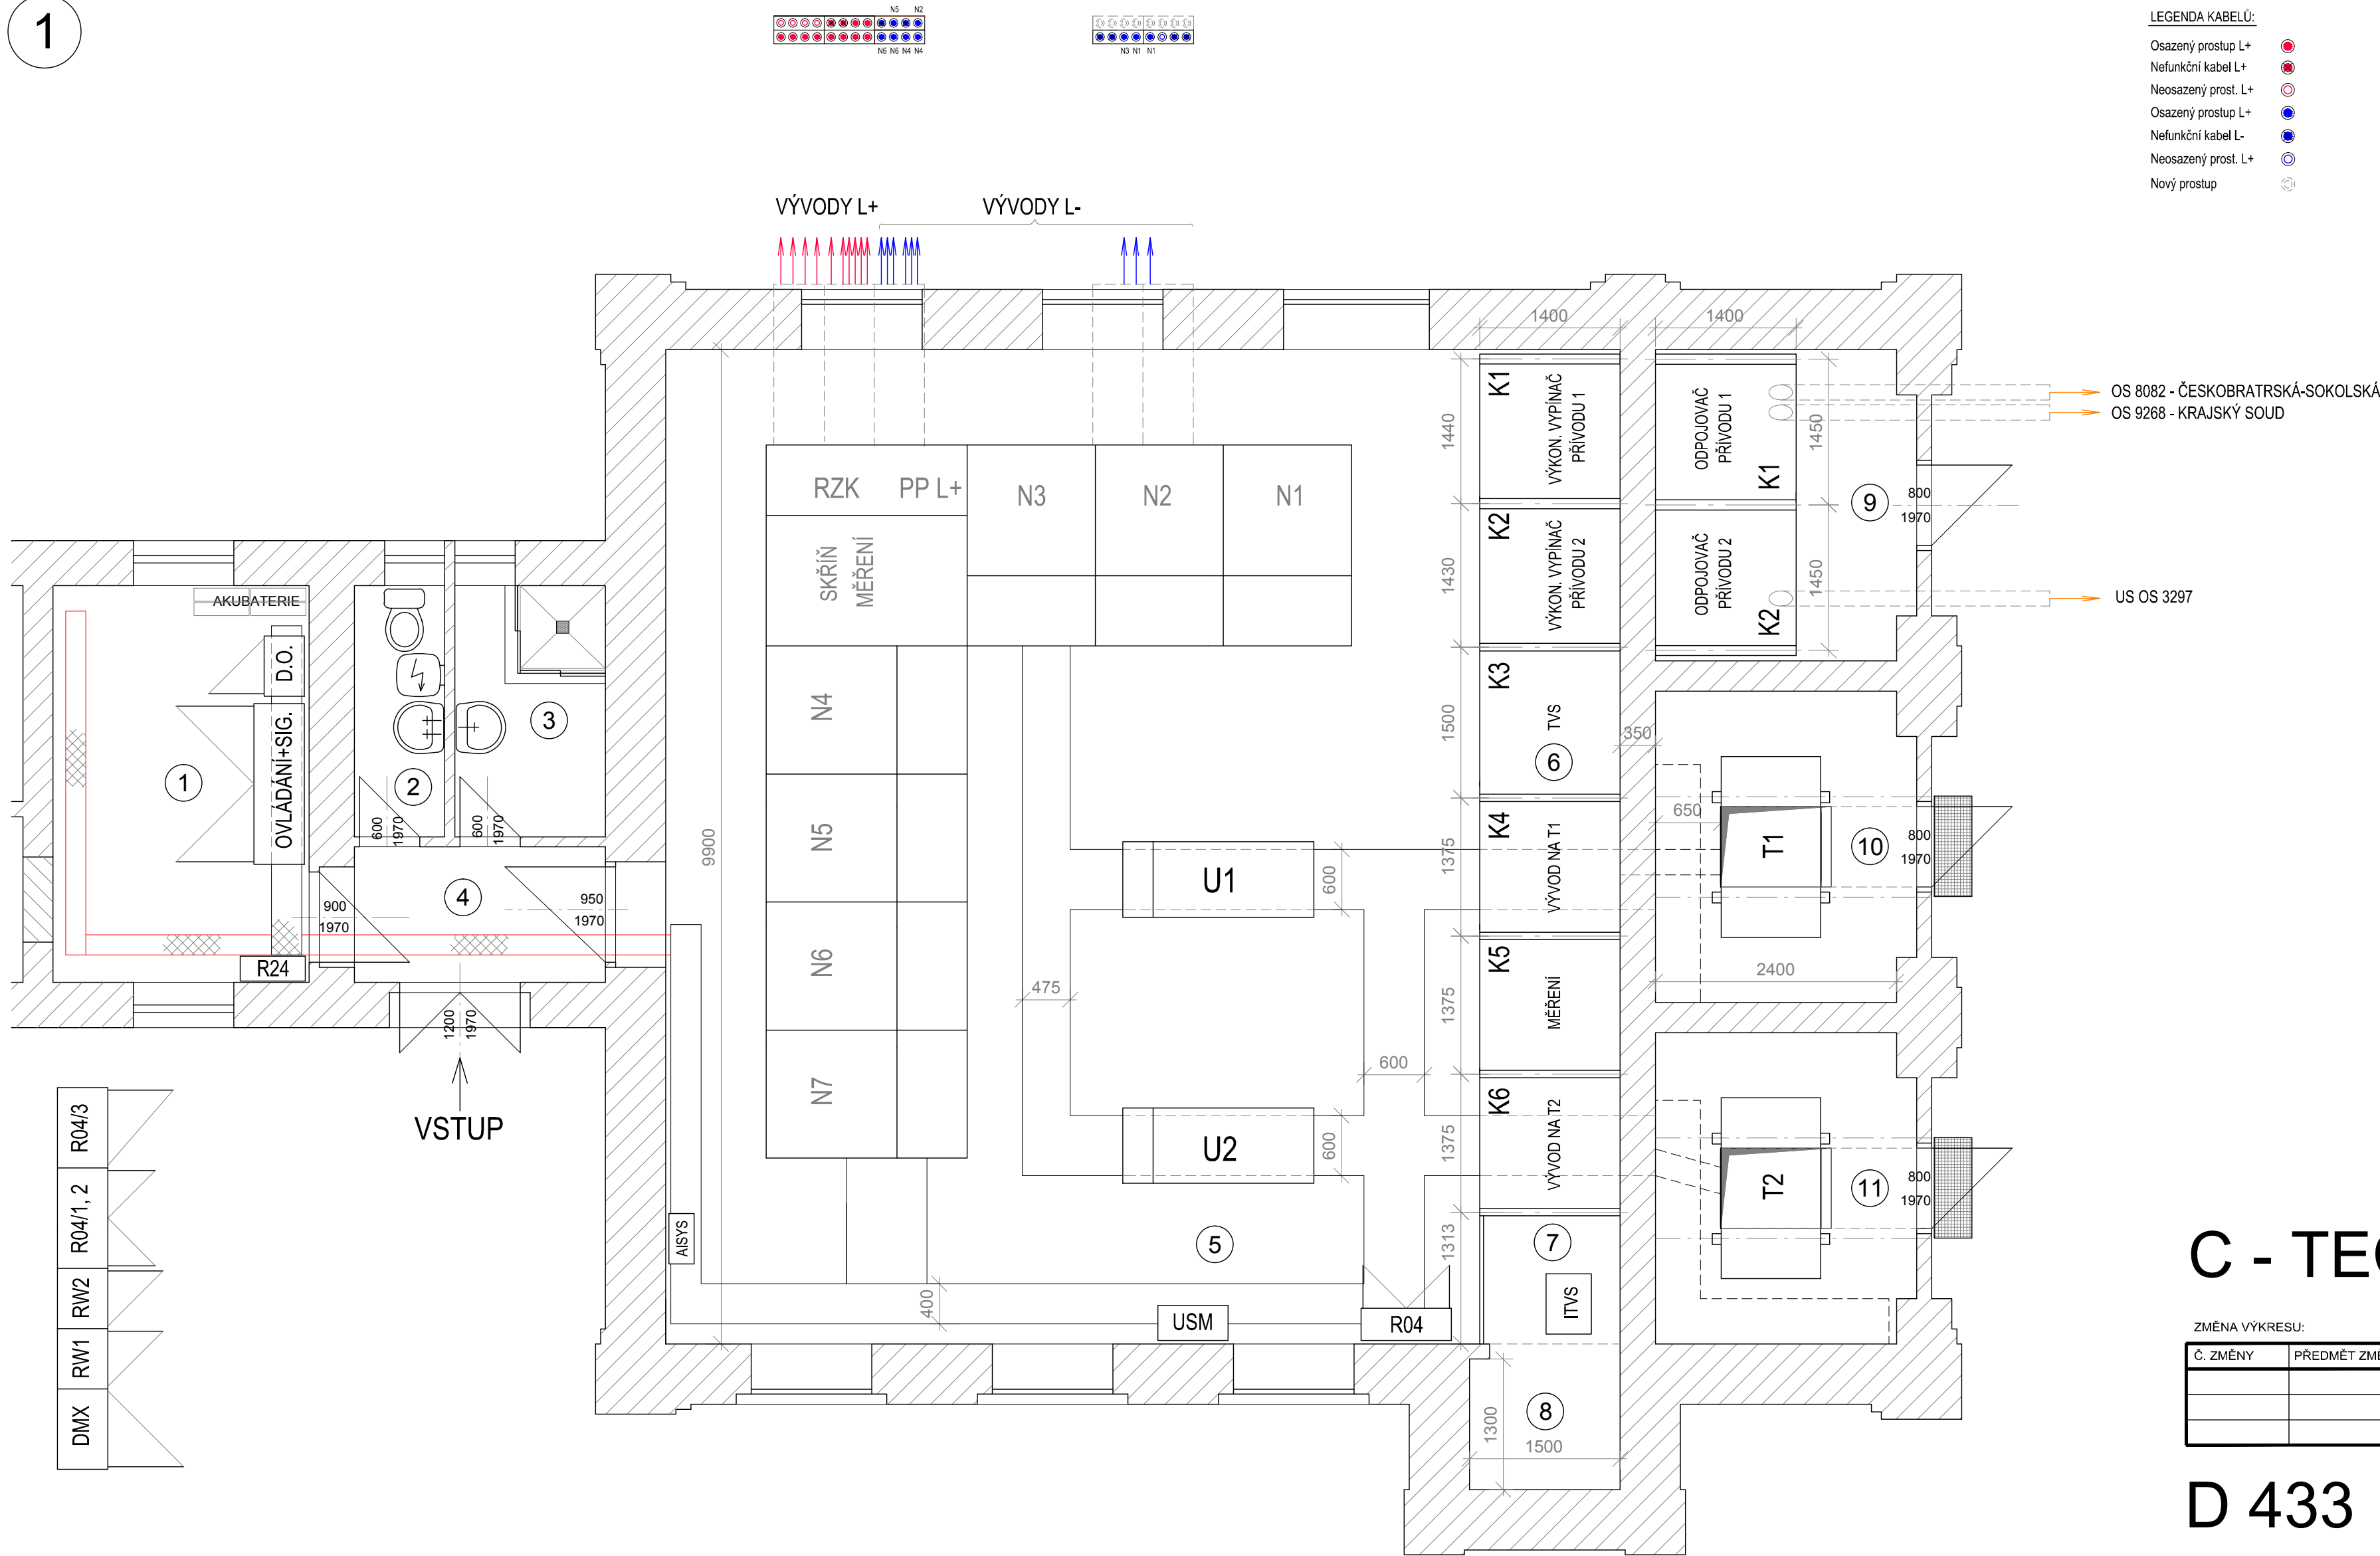 1
N5 N2
N6 N6 N4 N4
N3 N1 N1
LEGENDA KABELŮ:
Osazený prostup L+
Nefunkční kabel L+
Neosazený prost. L+
Osazený prostup L+
Nefunkční kabel L-
Neosazený prost. L+
Nový prostup
VÝVODY L+
VÝVODY L-
1400
1400
K1
VÝKON. VYPÍNAČ
PŘÍVODU 1
1440
ODPOJOVAČ
PŘÍVODU 1
K1
1450
OS 8082 - ČESKOBRATRSKÁ-SOKOLSKÁ
OS 9268 - KRAJSKÝ SOUD
RZK
PP L+
N3
N2
N1
9
800
1970
SKŘÍŇ
MĚŘENÍ
K2
VÝKON. VYPÍNAČ
PŘÍVODU 2
1430
ODPOJOVAČ
PŘÍVODU 2
K2
1450
US OS 3297
AKUBATERIE
D.O.
OVLÁDÁNÍ+SIG.
1
2
3
600
1970
600
1970
4
900
1970
950
1970
R24
1200
1970
VSTUP
9900
N4
N5
N6
N7
K3
TVS
6
1500
350
650
K4
VÝVOD NA T1
1375
U1
600
T1
10
800
1970
2400
K5
MĚŘENÍ
1375
475
600
K6
VÝVOD NA T2
1375
U2
600
T2
11
800
1970
R04/3
R04/1, 2
RW2
RW1
DMX
AISYS
5
7
1313
ITVS
400
USM
R04
8
1300
1500
C - TE
ZMĚNA VÝKRESU:
Č. ZMĚNY
PŘEDMĚT ZM
D 433